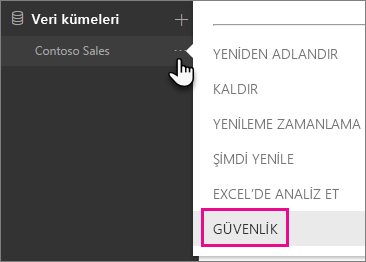 Veri kümeleri
Contoso Sales
YENİDEN ADLANDIR
KALDIR
YENİLEME ZAMANLAMA
ŞİMDİ YENİLE
EXCEL'DE ANALİZ ET
GÜVENLİK